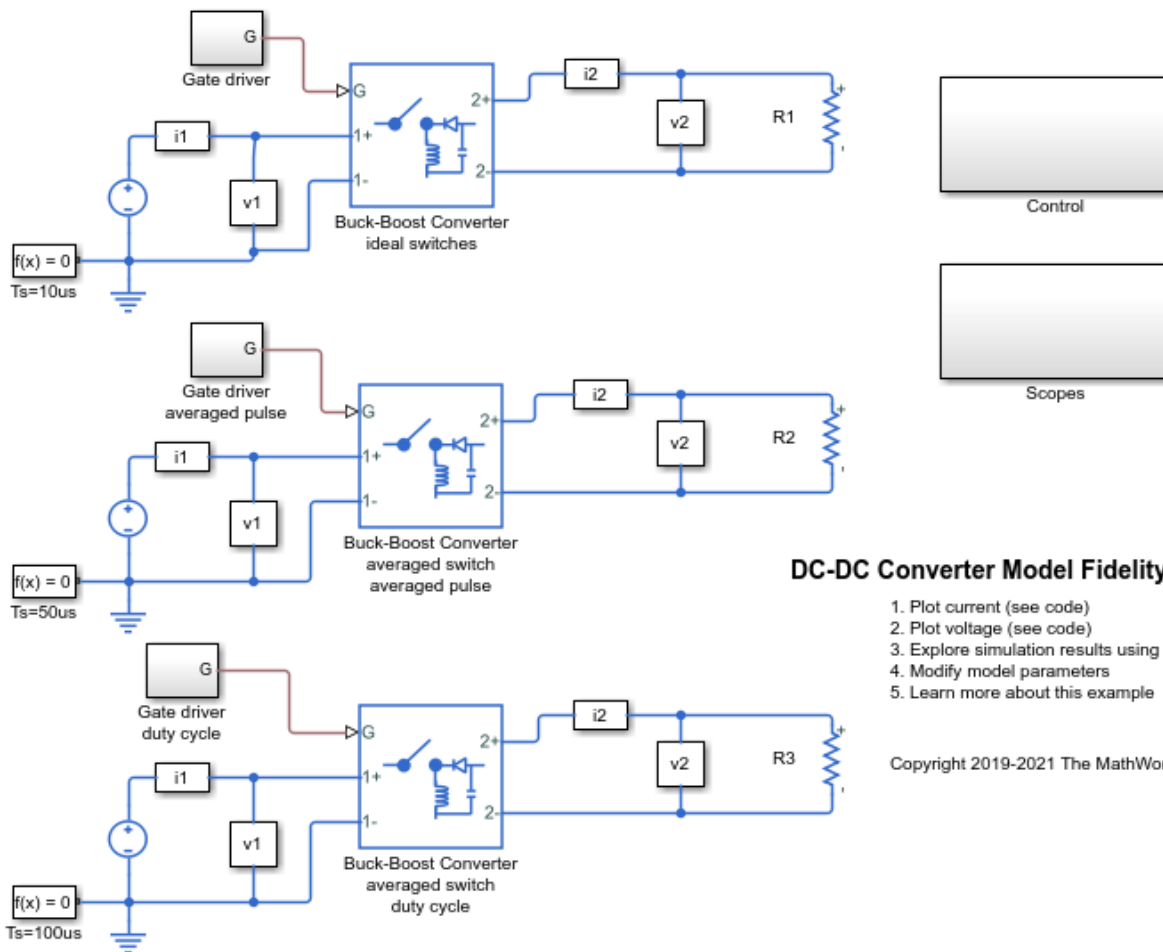 G
Gate driver
i1
v1
f(x) = 0
Ts=10us
G
1+
1-
2+
2-
Buck-Boost Converter
ideal switches
i2
v2
R1
+
-
Control
G
Gate driver
averaged pulse
i1
v1
f(x) = 0
Ts=50us
G
1+
1-
2+
2-
Buck-Boost Converter
averaged switch
averaged pulse
i2
v2
R2
+
-
Scopes
DC-DC Converter Model Fidelity
1. Plot current (see code)
2. Plot voltage (see code)
3. Explore simulation results using
4. Modify model parameters
5. Learn more about this example
Copyright 2019-2021 The MathWor
G
Gate driver
duty cycle
i1
v1
f(x) = 0
Ts=100us
G
1+
1-
2+
2-
Buck-Boost Converter
averaged switch
duty cycle
i2
v2
R3
+
-